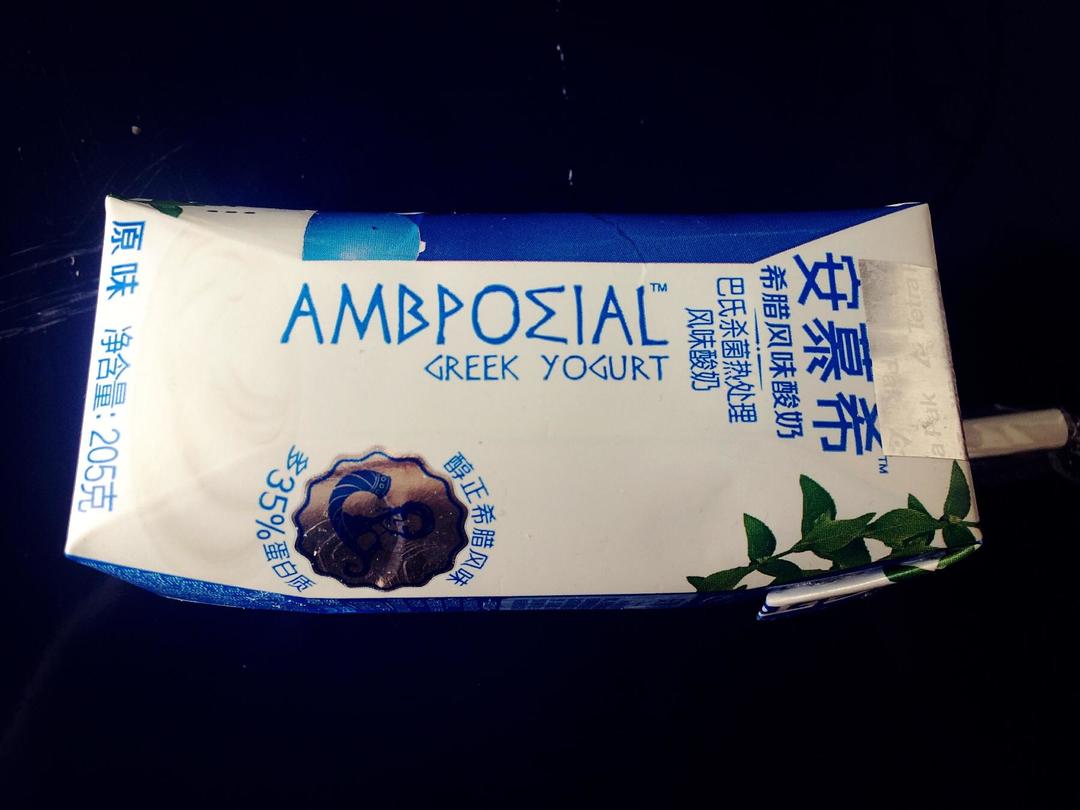 安慕希™
希腊风味酸奶
巴氏杀菌热处理
风味酸奶
AMBPOΣIAL™
GREEK YOGURT
醇正希腊风味
多35%蛋白质
原味 净含量: 205克